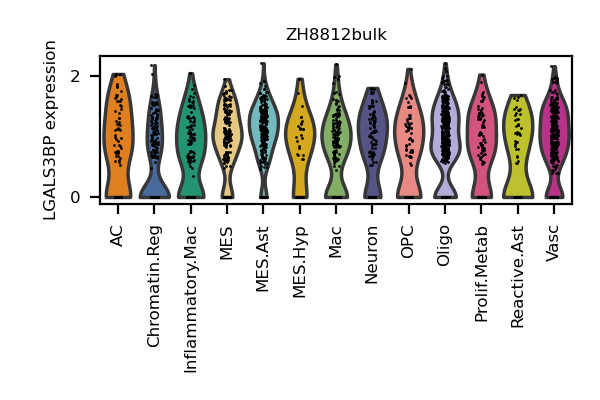 ZH8812bulk
LGALS3BP expression
2
0
AC
Chromatin.Reg
Inflammatory.Mac
MES
MES.Ast
MES.Hyp
Mac
Neuron
OPC
Oligo
Prolif.Metab
Reactive.Ast
Vasc